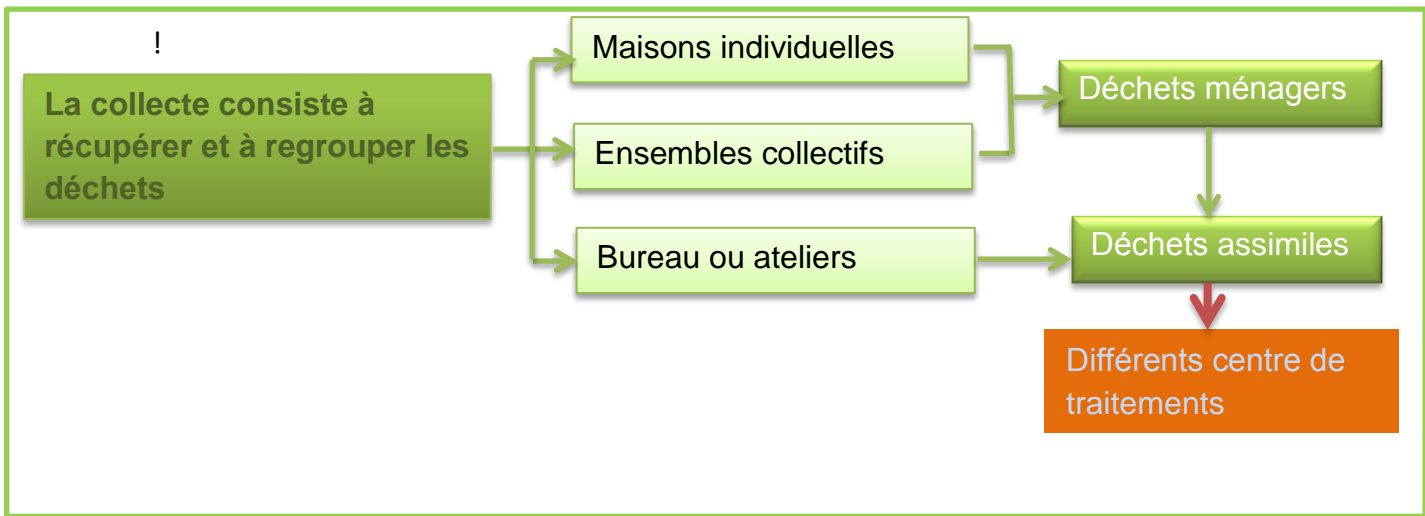 !
La collecte consiste à
récupérer et à regrouper les
déchets
Maisons individuelles
Ensembles collectifs
Bureau ou ateliers
Déchets ménagers
Déchets assimiles
Différents centre de
traitements